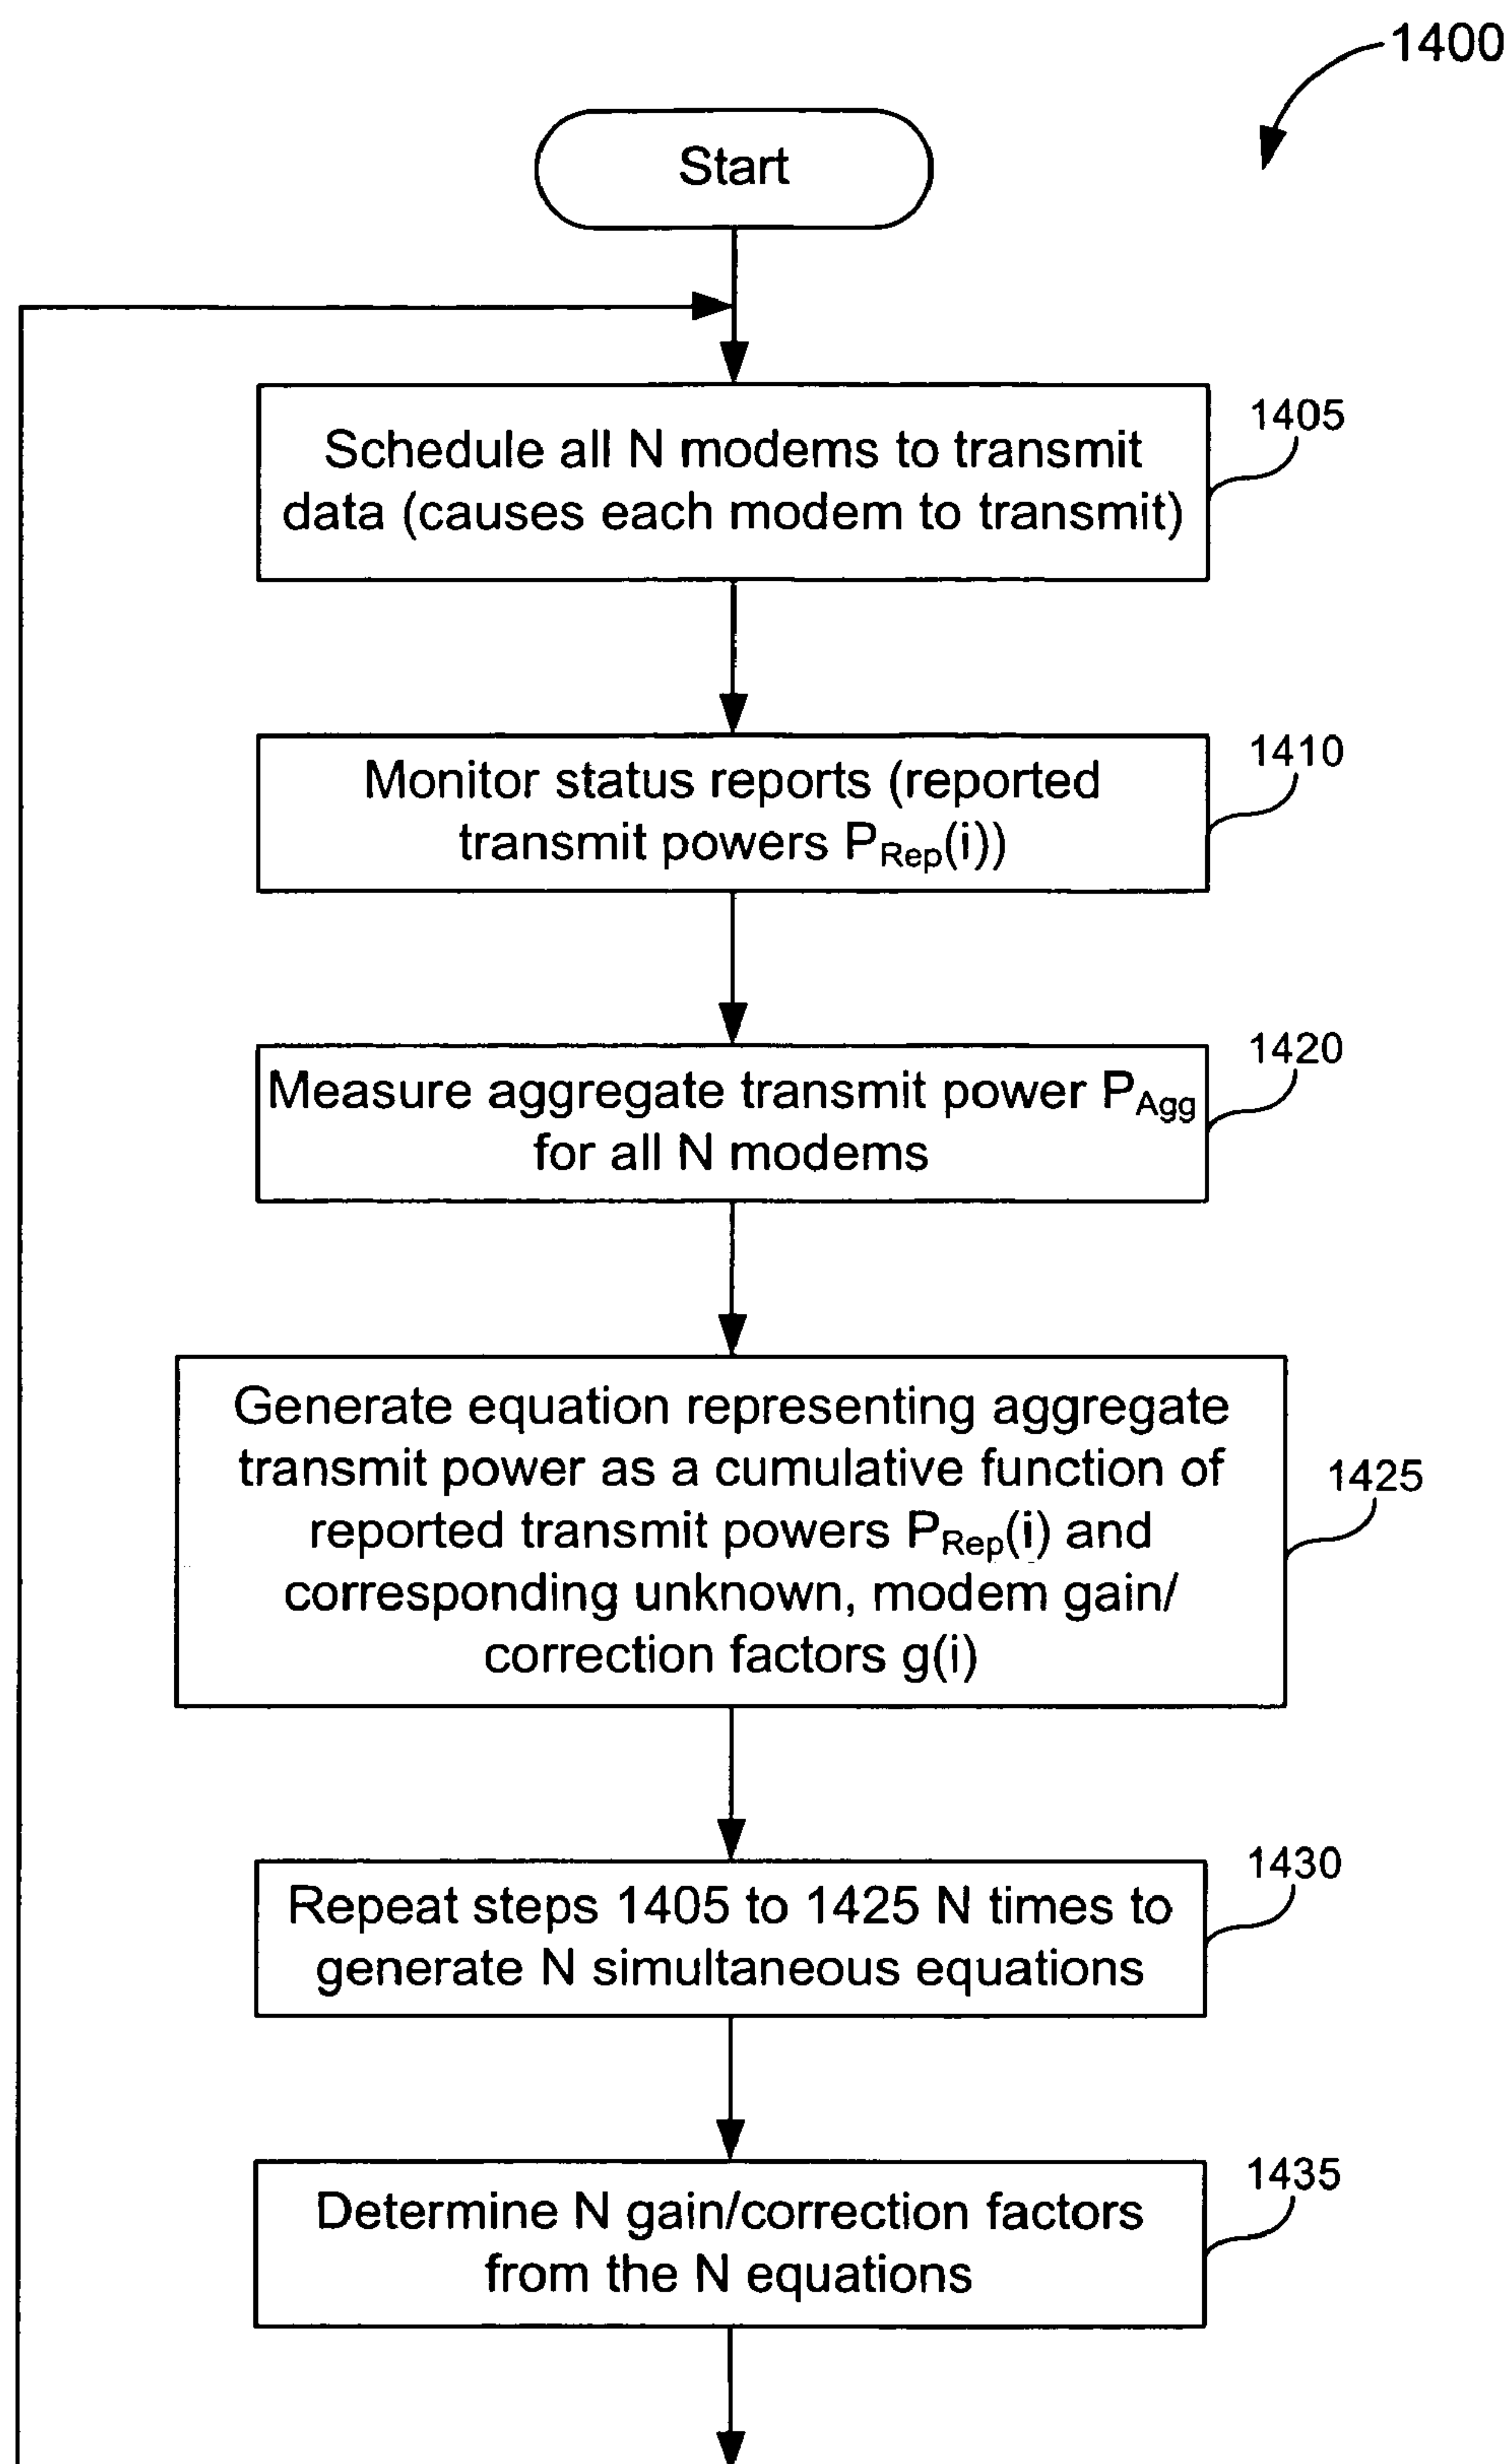 1400
Start
1405
Schedule all N modems to transmit
data (causes each modem to transmit)
1410
Monitor status reports (reported
transmit powers P_Rep(i))
1420
Measure aggregate transmit power P_Agg
for all N modems
Generate equation representing aggregate
transmit power as a cumulative function of
reported transmit powers P_Rep(i) and
corresponding unknown, modem gain/
correction factors g(i)
1425
1430
Repeat steps 1405 to 1425 N times to
generate N simultaneous equations
1435
Determine N gain/correction factors
from the N equations